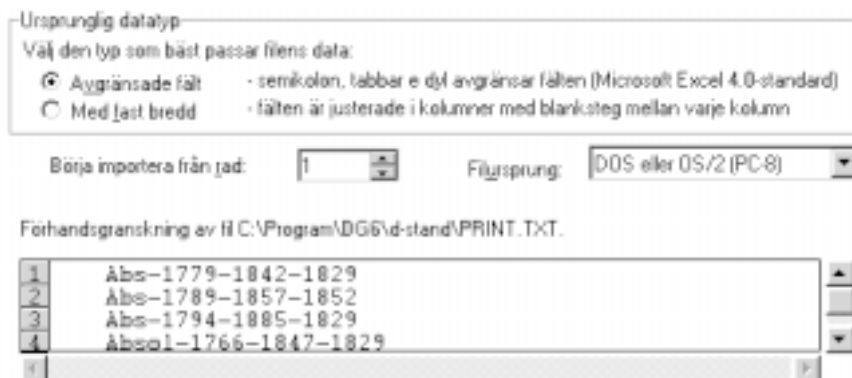 Ursprunglig datatyp
Välj den typ som bäst passar filens data:
Avgränsade fält - semikolon, tabbar e dyl avgränsar fälten (Microsoft Excel 4.0-standard)
Med fast bredd - fälten är justerade i kolumner med blanksteg mellan varje kolumn
Börja importera från rad: 1 Filursprung: DOS eller OS/2 (PC-8)
Förhandsgranskning av fil C:\Program\DG6\d-stand\PRINT.TXT.
1 Abs-1779-1842-1829
2 Abs-1789-1857-1852
3 Abs-1794-1885-1829
4 Absol-1766-1847-1829